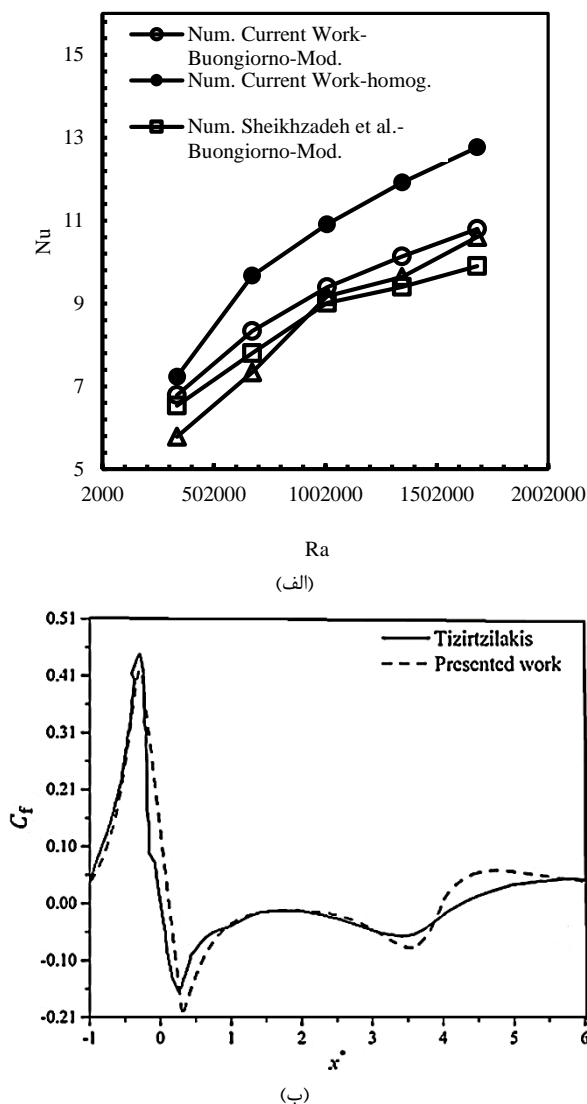 15
13
11
9
7
5
Nu
Num. Current Work-
Buongiorno-Mod.
Num. Current Work-homog.
Num. Sheikhzadeh et al.-
Buongiorno-Mod.
2000 502000 1002000 1502000 2002000
Ra
(الف)
0.51
0.41
0.31
0.21
0.10
0.00
-0.10
-0.21
Cf
Tizirtzilakis
Presented work
-1 0 1 2 3 4 5 6
x*
(ب)